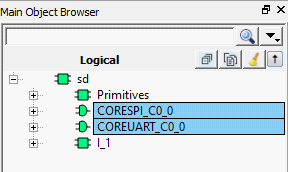 Main Object Browser
Logical
sd
Primitives
CORESPI_C0_0
COREUART_C0_0
I_1